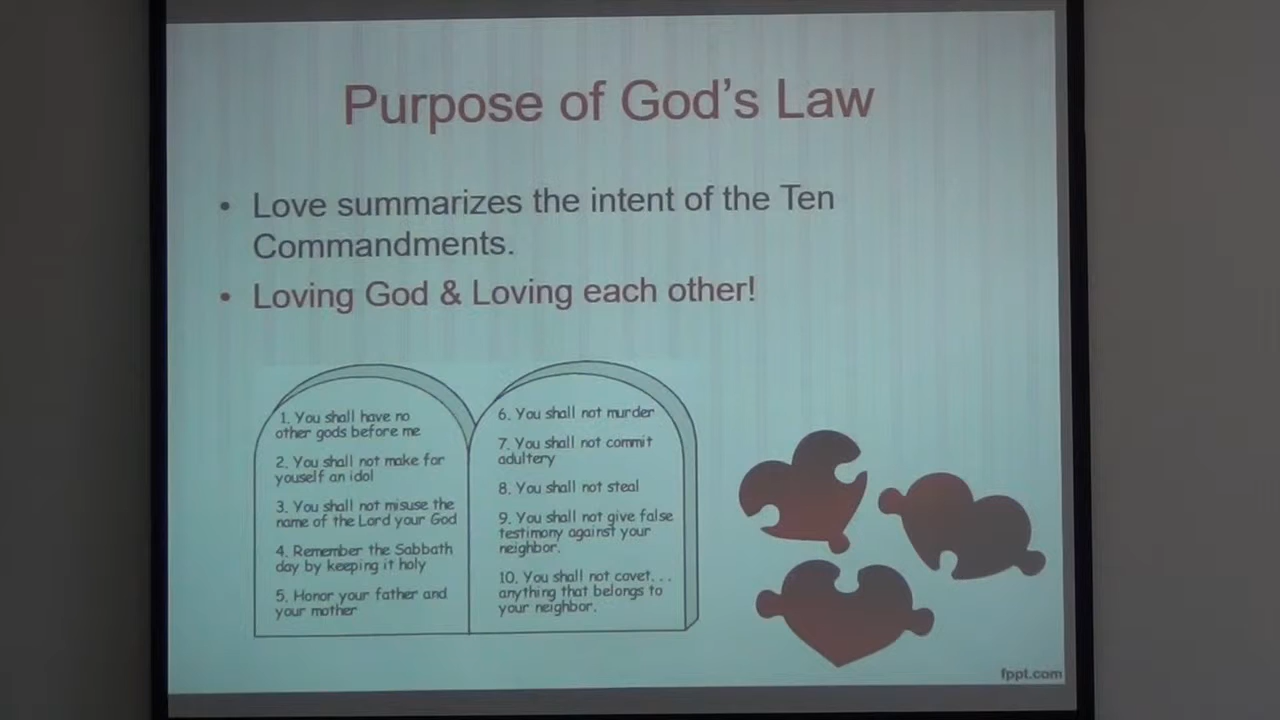 Purpose of God's Law
• Love summarizes the intent of the Ten
Commandments.
• Loving God & Loving each other!
1. You shall have no
other gods before me
2. You shall not make for
youself an idol
3. You shall not misuse the
name of the Lord your God
4. Remember the Sabbath
day by keeping it holy
5. Honor your father and
your mother
6. You shall not murder
7. You shall not commit
adultery
8. You shall not steal
9. You shall not give false
testimony against your
neighbor.
10. You shall not covet. . .
anything that belongs to
your neighbor.
fppt.com